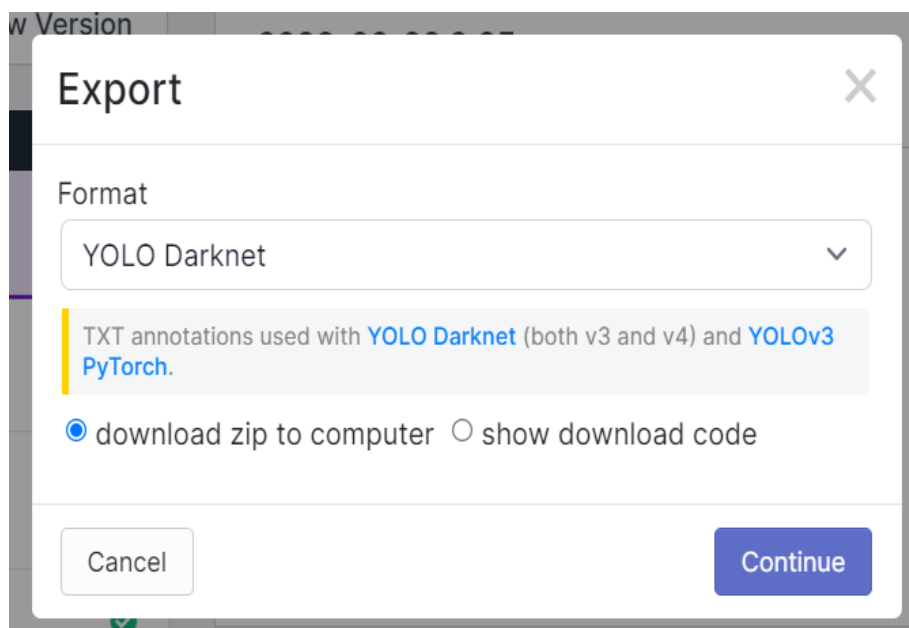 w Version
Export
Format
YOLO Darknet
TXT annotations used with YOLO Darknet (both v3 and v4) and YOLOv3
PyTorch.
download zip to computer show download code
Cancel Continue